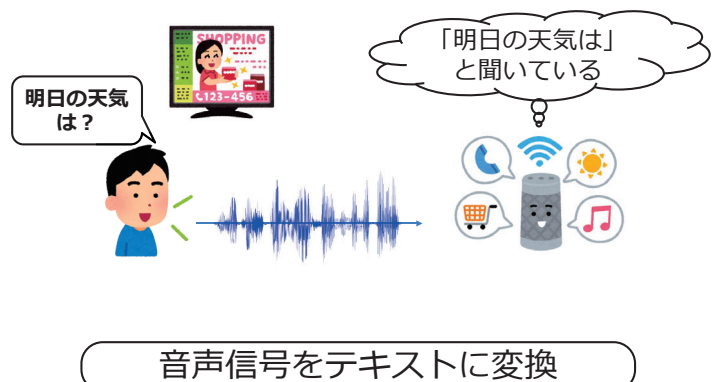 SHOPPING
123-456
明日の天気
は？
「明日の天気は」
と聞いている
音声信号をテキストに変換